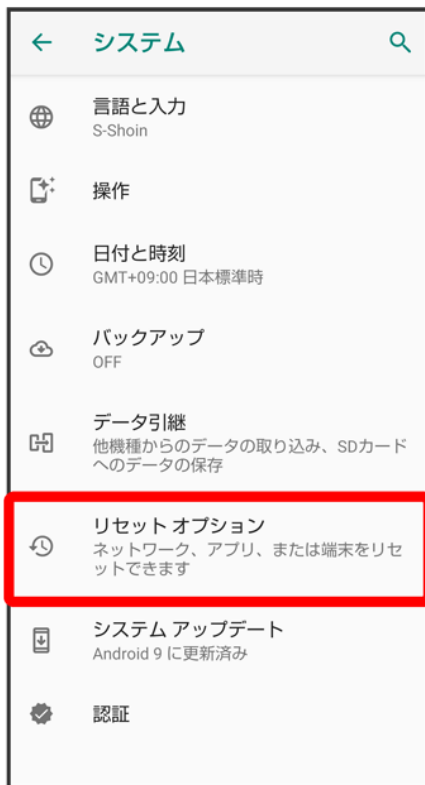 システム
言語と入力
S-Shoin
操作
日付と時刻
GMT+09:00 日本標準時
バックアップ
OFF
データ引継
他機種からのデータの取り込み、SDカード
へのデータの保存
リセット オプション
ネットワーク、アプリ、または端末をリセ
ットできます
システム アップデート
Android 9 に更新済み
認証